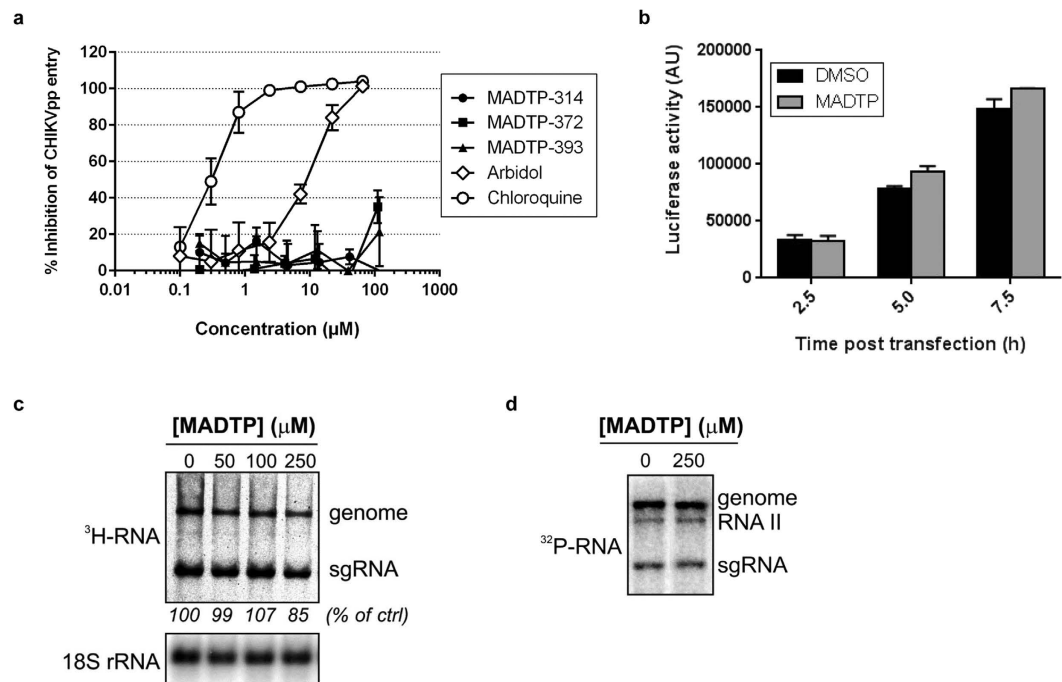 a
% Inhibition of CHIKVpp entry
120
100
80
60
40
20
0
0.01 0.1 1 10 100 1000
Concentration (µM)
MADTP-314
MADTP-372
MADTP-393
Arbidol
Chloroquine
b
Luciferase activity (AU)
200000
150000
100000
50000
0
DMSO
MADTP
2.5 5.0 7.5
Time post transfection (h)
c
[MADTP] (µM)
0 50 100 250
³H-RNA
genome
sgRNA
100 99 107 85 (% of ctrl)
18S rRNA
d
[MADTP] (µM)
0 250
³²P-RNA
genome
RNA II
sgRNA